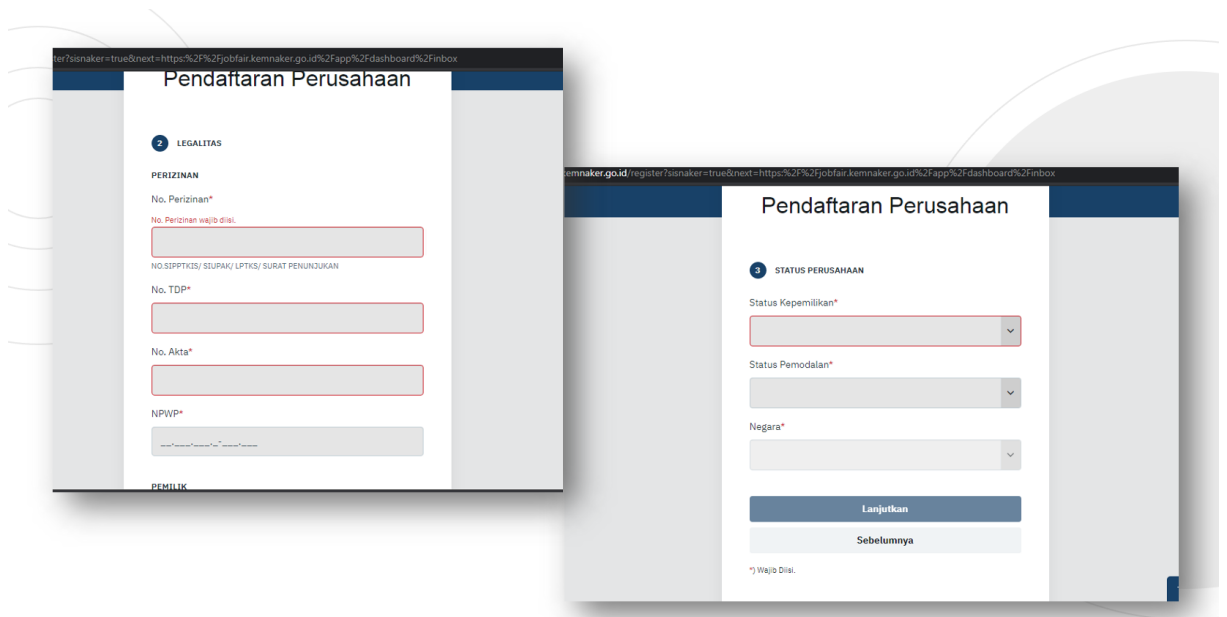 ter?sisnaker=true&next=https:%2F%2Fjobfair.kemnaker.go.id%2Fapp%2Fdashboard%2Finbox
Pendaftaran Perusahaan
2 LEGALITAS
PERIZINAN
No. Perizinan*
No. Perizinan wajib diisi.
NO.SIPPTKIS/ SIUPAK/ LPTKS/ SURAT PENUNJUKAN
No. TDP*
No. Akta*
NPWP*
__.___.___._-___.___
PEMILIK
kemnaker.go.id/register?sisnaker=true&next=https:%2F%2Fjobfair.kemnaker.go.id%2Fapp%2Fdashboard%2Finbox
Pendaftaran Perusahaan
3 STATUS PERUSAHAAN
Status Kepemilikan*
Status Pemodalan*
Negara*
Lanjutkan
Sebelumnya
*) Wajib Diisi.